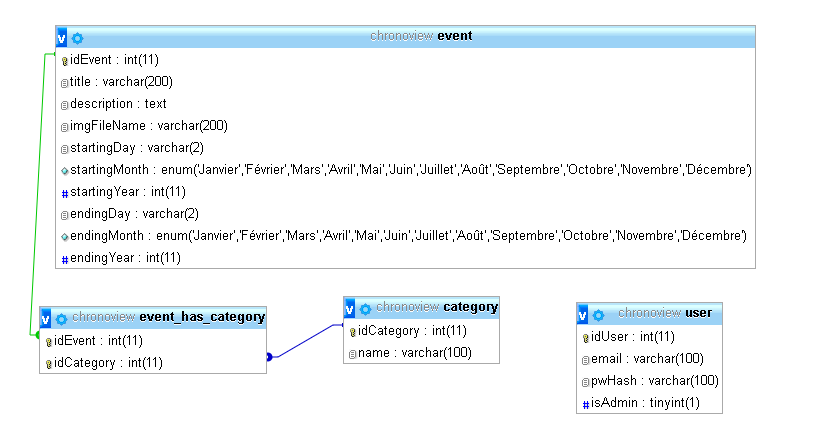 v chronoview event
idEvent : int(11)
title : varchar(200)
description : text
imgFileName : varchar(200)
startingDay : varchar(2)
startingMonth : enum('Janvier','Février','Mars','Avril','Mai','Juin','Juillet','Août','Septembre','Octobre','Novembre','Décembre')
# startingYear : int(11)
endingDay : varchar(2)
endingMonth : enum('Janvier','Février','Mars','Avril','Mai','Juin','Juillet','Août','Septembre','Octobre','Novembre','Décembre')
# endingYear : int(11)
v chronoview event_has_category
idEvent : int(11)
idCategory : int(11)
v chronoview category
idCategory : int(11)
name : varchar(100)
v chronoview user
idUser : int(11)
email : varchar(100)
pwHash : varchar(100)
# isAdmin : tinyint(1)